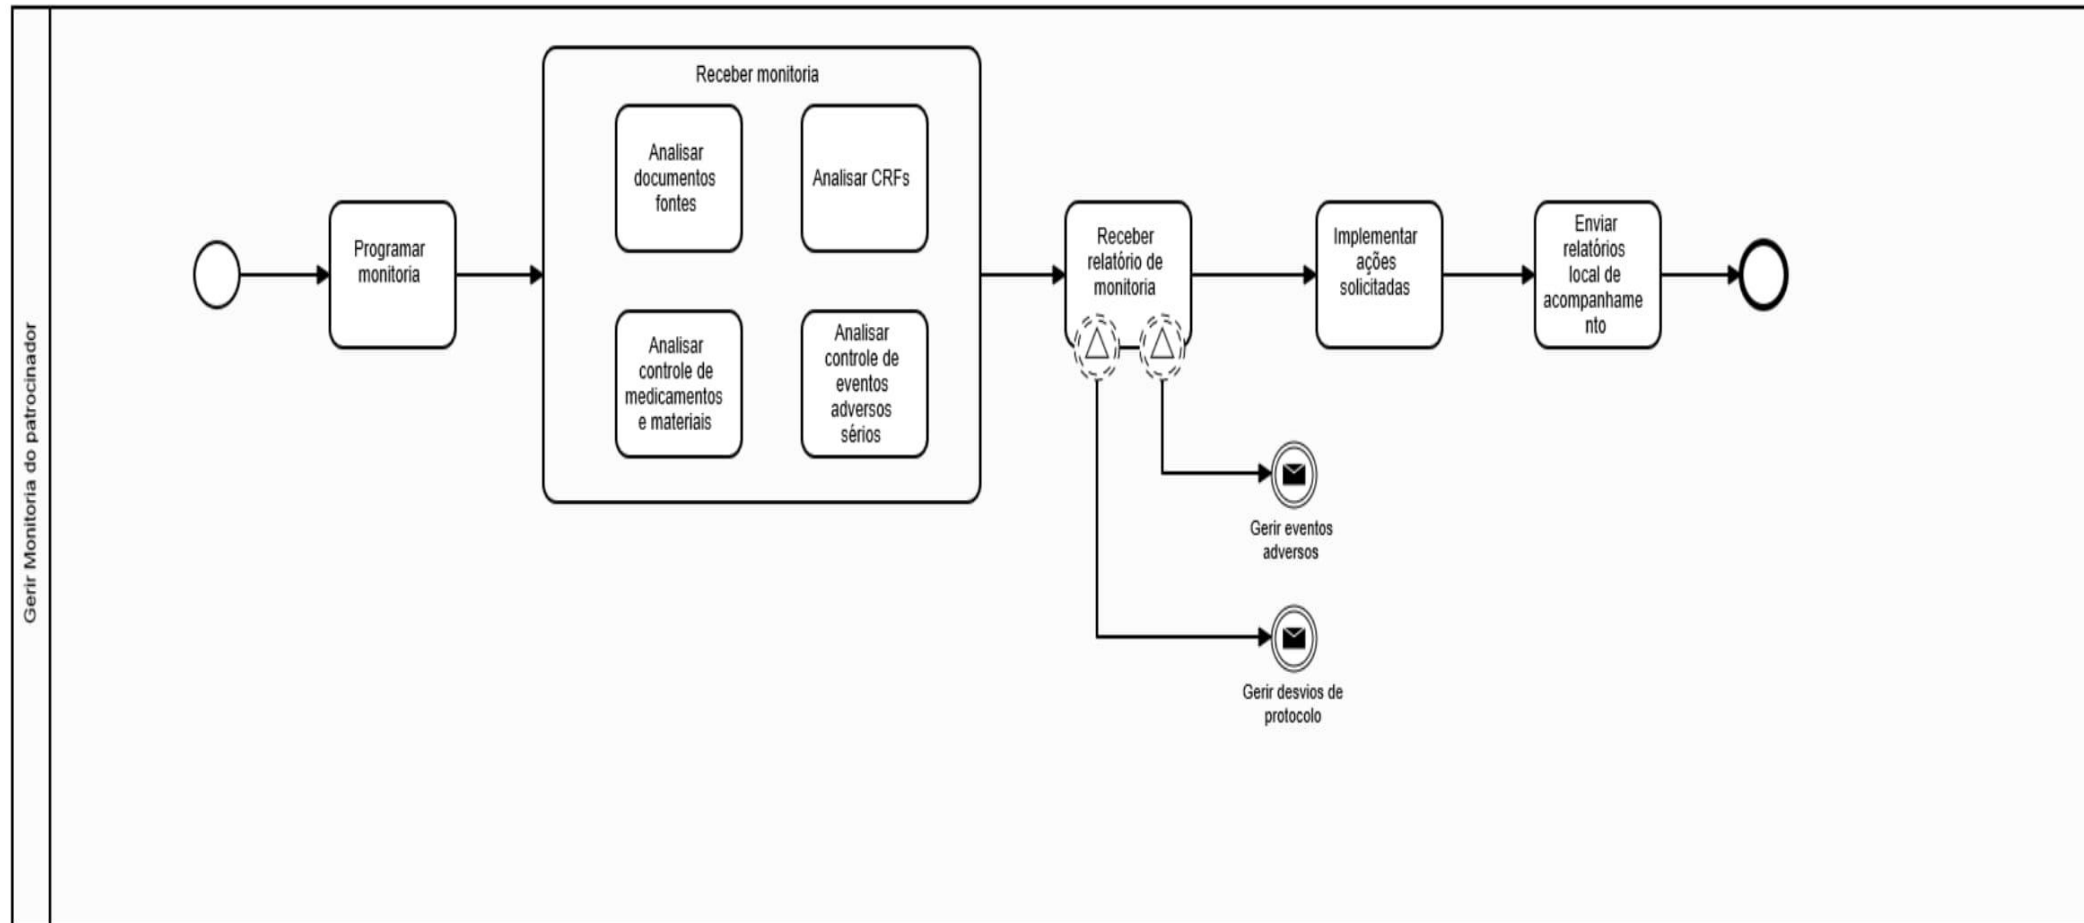 Gerir Monitoria do patrocinador
Programar
monitoria
Receber monitoria
Analisar
documentos
fontes
Analisar CRFs
Analisar
controle de
medicamentos
e materiais
Analisar
controle de
eventos
adversos
sérios
Receber
relatório de
monitoria
Implementar
ações
solicitadas
Enviar
relatórios
local de
acompanhame
nto
Gerir eventos
adversos
Gerir desvios de
protocolo